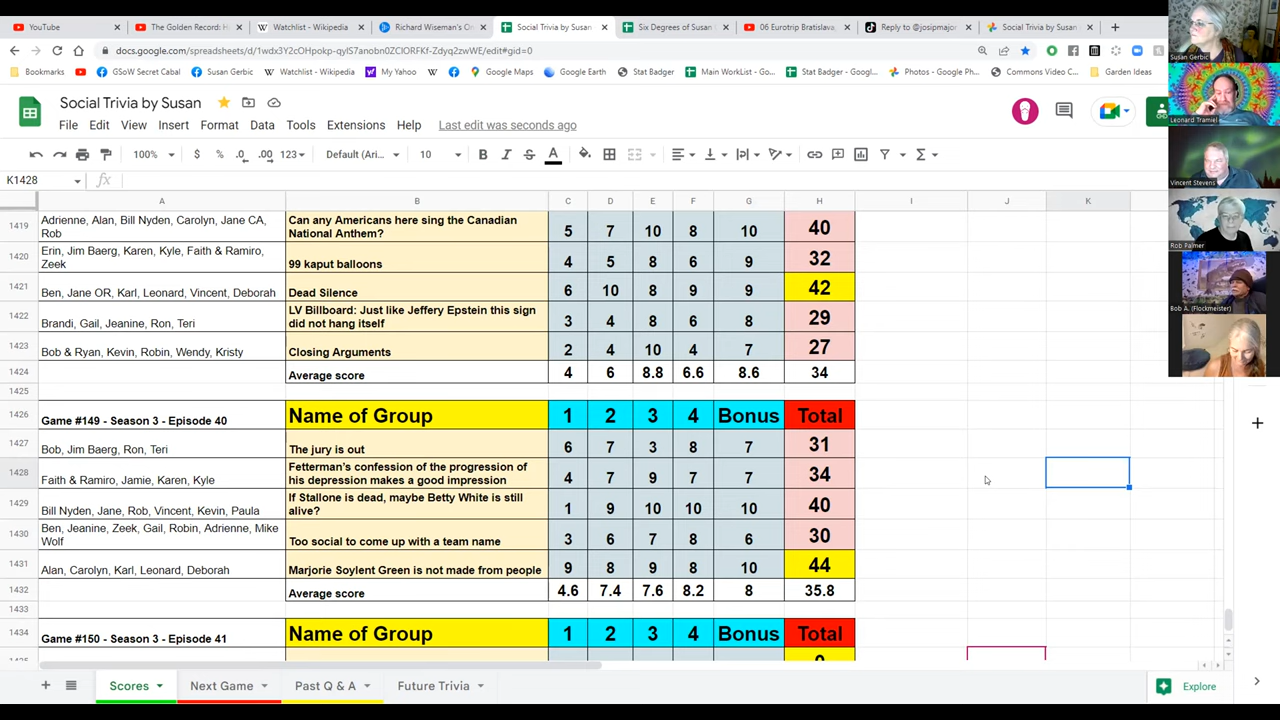 YouTube
The Golden Record: H
Watchlist - Wikipedia
Richard Wiseman's O
Social Trivia by Susan
Six Degrees of Susan
06 Eurotrip Bratislava,
Reply to @josipmajor
Social Trivia by Susan
docs.google.com/spreadsheets/d/1wdx3Y2cOHpokp-qyIS7anobn0ZClORFKf-Zdyq2zwWE/edit#gid=0
Bookmarks
GSoW Secret Cabal
Susan Gerbic
Watchlist - Wikipedia
My Yahoo
Google Maps
Google Earth
Stat Badger
Main WorkList - Go...
Stat Badger - Goog...
Photos - Google Ph...
Commons Video C...
Garden Ideas
Social Trivia by Susan
File Edit View Insert Format Data Tools Extensions Help Last edit was seconds ago
100% $ % .0 .00 123 Default (Ari... 10 B I S A
K1428 fx
A B C D E F G H I J K
1419 Adrienne, Alan, Bill Nyden, Carolyn, Jane CA, Rob Can any Americans here sing the Canadian National Anthem? 5 7 10 8 10 40
1420 Erin, Jim Baerg, Karen, Kyle, Faith & Ramiro, Zeek 99 kaput balloons 4 5 8 6 9 32
1421 Ben, Jane OR, Karl, Leonard, Vincent, Deborah Dead Silence 6 10 8 9 9 42
1422 Brandi, Gail, Jeanine, Ron, Teri LV Billboard: Just like Jeffery Epstein this sign did not hang itself 3 4 8 6 8 29
1423 Bob & Ryan, Kevin, Robin, Wendy, Kristy Closing Arguments 2 4 10 4 7 27
1424 Average score 4 6 8.8 6.6 8.6 34
1425
1426 Game #149 - Season 3 - Episode 40 Name of Group 1 2 3 4 Bonus Total
1427 Bob, Jim Baerg, Ron, Teri The jury is out 6 7 3 8 7 31
1428 Faith & Ramiro, Jamie, Karen, Kyle Fetterman's confession of the progression of his depression makes a good impression 4 7 9 7 7 34
1429 Bill Nyden, Jane, Rob, Vincent, Kevin, Paula If Stallone is dead, maybe Betty White is still alive? 1 9 10 10 10 40
1430 Ben, Jeanine, Zeek, Gail, Robin, Adrienne, Mike Wolf Too social to come up with a team name 3 6 7 8 6 30
1431 Alan, Carolyn, Karl, Leonard, Deborah Marjorie Soylent Green is not made from people 9 8 9 8 10 44
1432 Average score 4.6 7.4 7.6 8.2 8 35.8
1433
1434 Game #150 - Season 3 - Episode 41 Name of Group 1 2 3 4 Bonus Total
Scores Next Game Past Q & A Future Trivia Explore
Susan Gerbic
Leonard Tramiel
Vincent Stevens
Rob Palmer
Bob A. (Flockmeister)